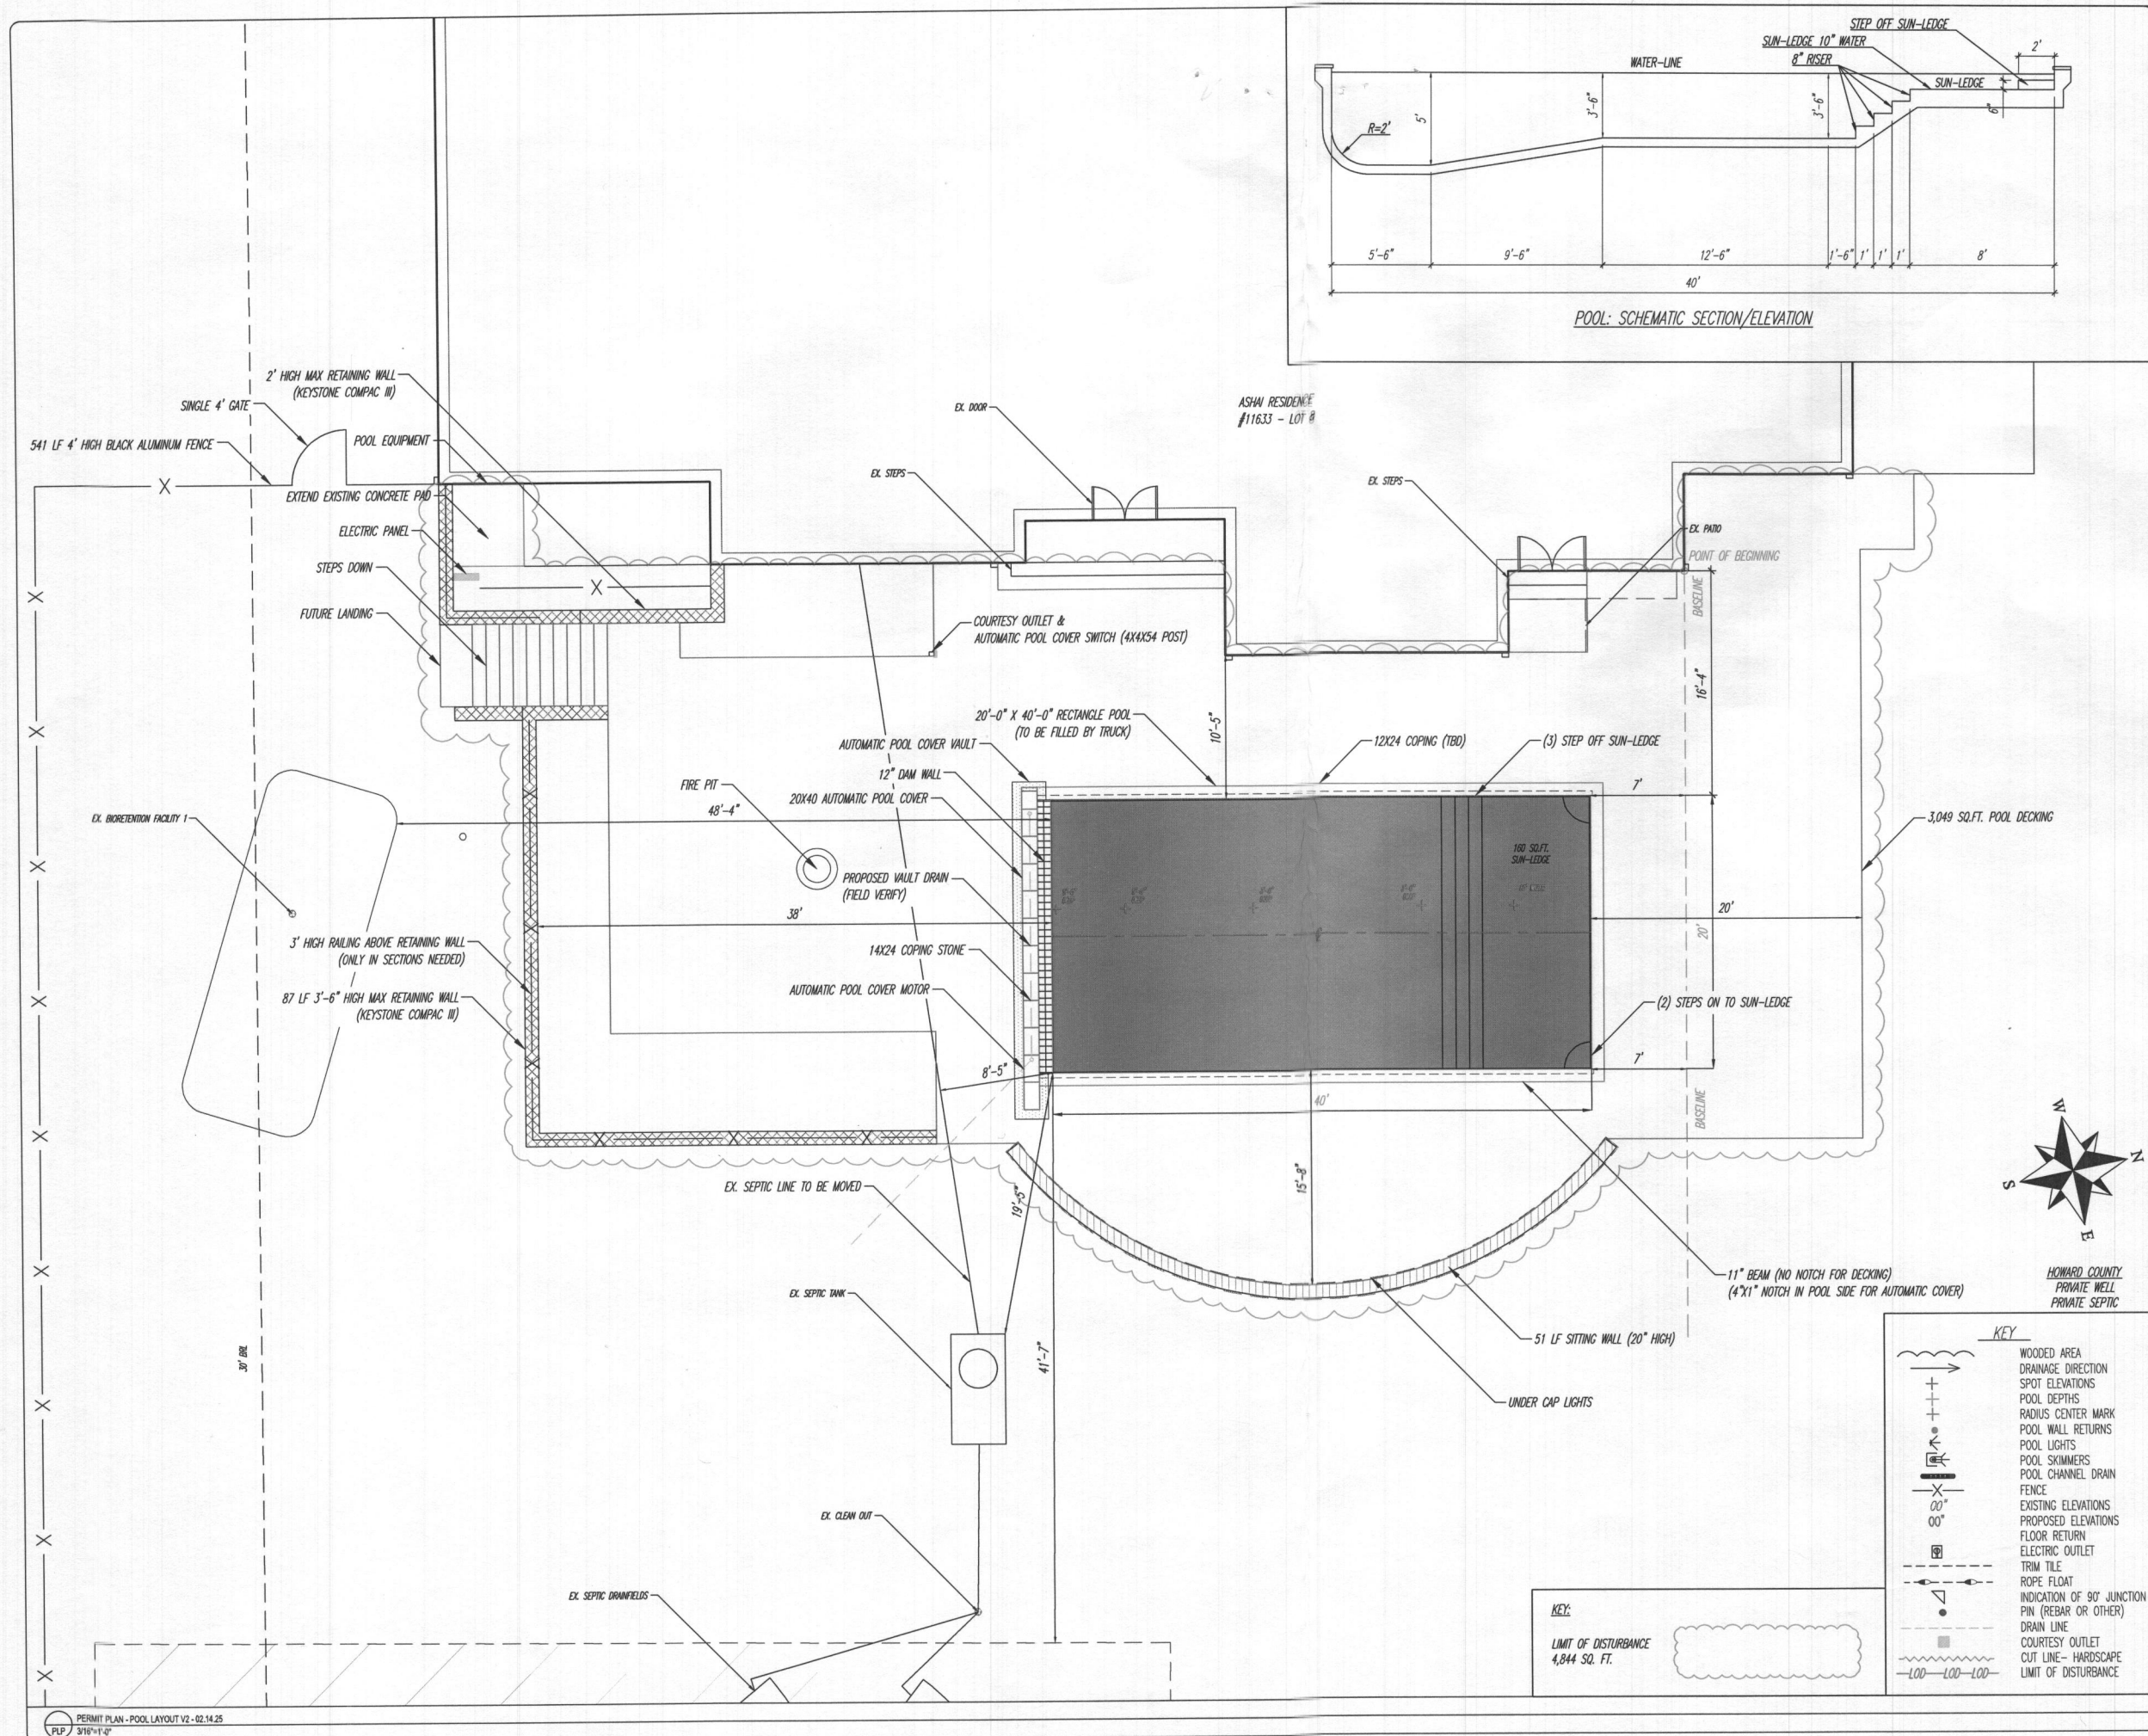 STEP OFF SUN-LEDGE
SUN-LEDGE 10" WATER
2'
8" RISER
WATER-LINE
SUN-LEDGE
5'
3'-6"
3'-6"
6"
R=2'
5'-6"
9'-6"
12'-6"
1'-6"
1'
1'
1'
8'
40'
POOL: SCHEMATIC SECTION/ELEVATION
2' HIGH MAX RETAINING WALL
(KEYSTONE COMPAC III)
SINGLE 4' GATE
541 LF 4' HIGH BLACK ALUMINUM FENCE
POOL EQUIPMENT
EXTEND EXISTING CONCRETE PAD
ELECTRIC PANEL
STEPS DOWN
FUTURE LANDING
EX. DOOR
EX. STEPS
ASHAI RESIDENCE
#11633 - LOT 8
EX. STEPS
EX. PATIO
POINT OF BEGINNING
BASELINE
16'-4"
COURTESY OUTLET &
AUTOMATIC POOL COVER SWITCH (4X4X54 POST)
20'-0" X 40'-0" RECTANGLE POOL
(TO BE FILLED BY TRUCK)
10'-5"
AUTOMATIC POOL COVER VAULT
12X24 COPING (TBD)
(3) STEP OFF SUN-LEDGE
12" DAM WALL
20X40 AUTOMATIC POOL COVER
7'
FIRE PIT
48'-4"
EX. BIORETENTION FACILITY 1
3,049 SQ.FT. POOL DECKING
160 SQ.FT.
SUN-LEDGE
PROPOSED VAULT DRAIN
(FIELD VERIFY)
38'
20'
20'
3' HIGH RAILING ABOVE RETAINING WALL
(ONLY IN SECTIONS NEEDED)
14X24 COPING STONE
87 LF 3'-6" HIGH MAX RETAINING WALL
(KEYSTONE COMPAC III)
AUTOMATIC POOL COVER MOTOR
(2) STEPS ON TO SUN-LEDGE
7'
8'-5"
40'
BASELINE
W
N
S
E
15'-8"
EX. SEPTIC LINE TO BE MOVED
19'-5"
11" BEAM (NO NOTCH FOR DECKING)
(4"X1" NOTCH IN POOL SIDE FOR AUTOMATIC COVER)
HOWARD COUNTY
PRIVATE WELL
PRIVATE SEPTIC
EX. SEPTIC TANK
51 LF SITTING WALL (20" HIGH)
30' BRL
41'-7"
UNDER CAP LIGHTS
EX. CLEAN OUT
EX. SEPTIC DRAINFIELDS
KEY
WOODED AREA
DRAINAGE DIRECTION
SPOT ELEVATIONS
POOL DEPTHS
RADIUS CENTER MARK
POOL WALL RETURNS
POOL LIGHTS
POOL SKIMMERS
POOL CHANNEL DRAIN
X FENCE
00" EXISTING ELEVATIONS
00" PROPOSED ELEVATIONS
FLOOR RETURN
ELECTRIC OUTLET
TRIM TILE
ROPE FLOAT
INDICATION OF 90° JUNCTION
PIN (REBAR OR OTHER)
DRAIN LINE
COURTESY OUTLET
CUT LINE- HARDSCAPE
LOD LOD LOD LIMIT OF DISTURBANCE
KEY:
LIMIT OF DISTURBANCE
4,844 SQ. FT.
PERMIT PLAN - POOL LAYOUT V2 - 02.14.25
PLP 3/16"=1'-0"